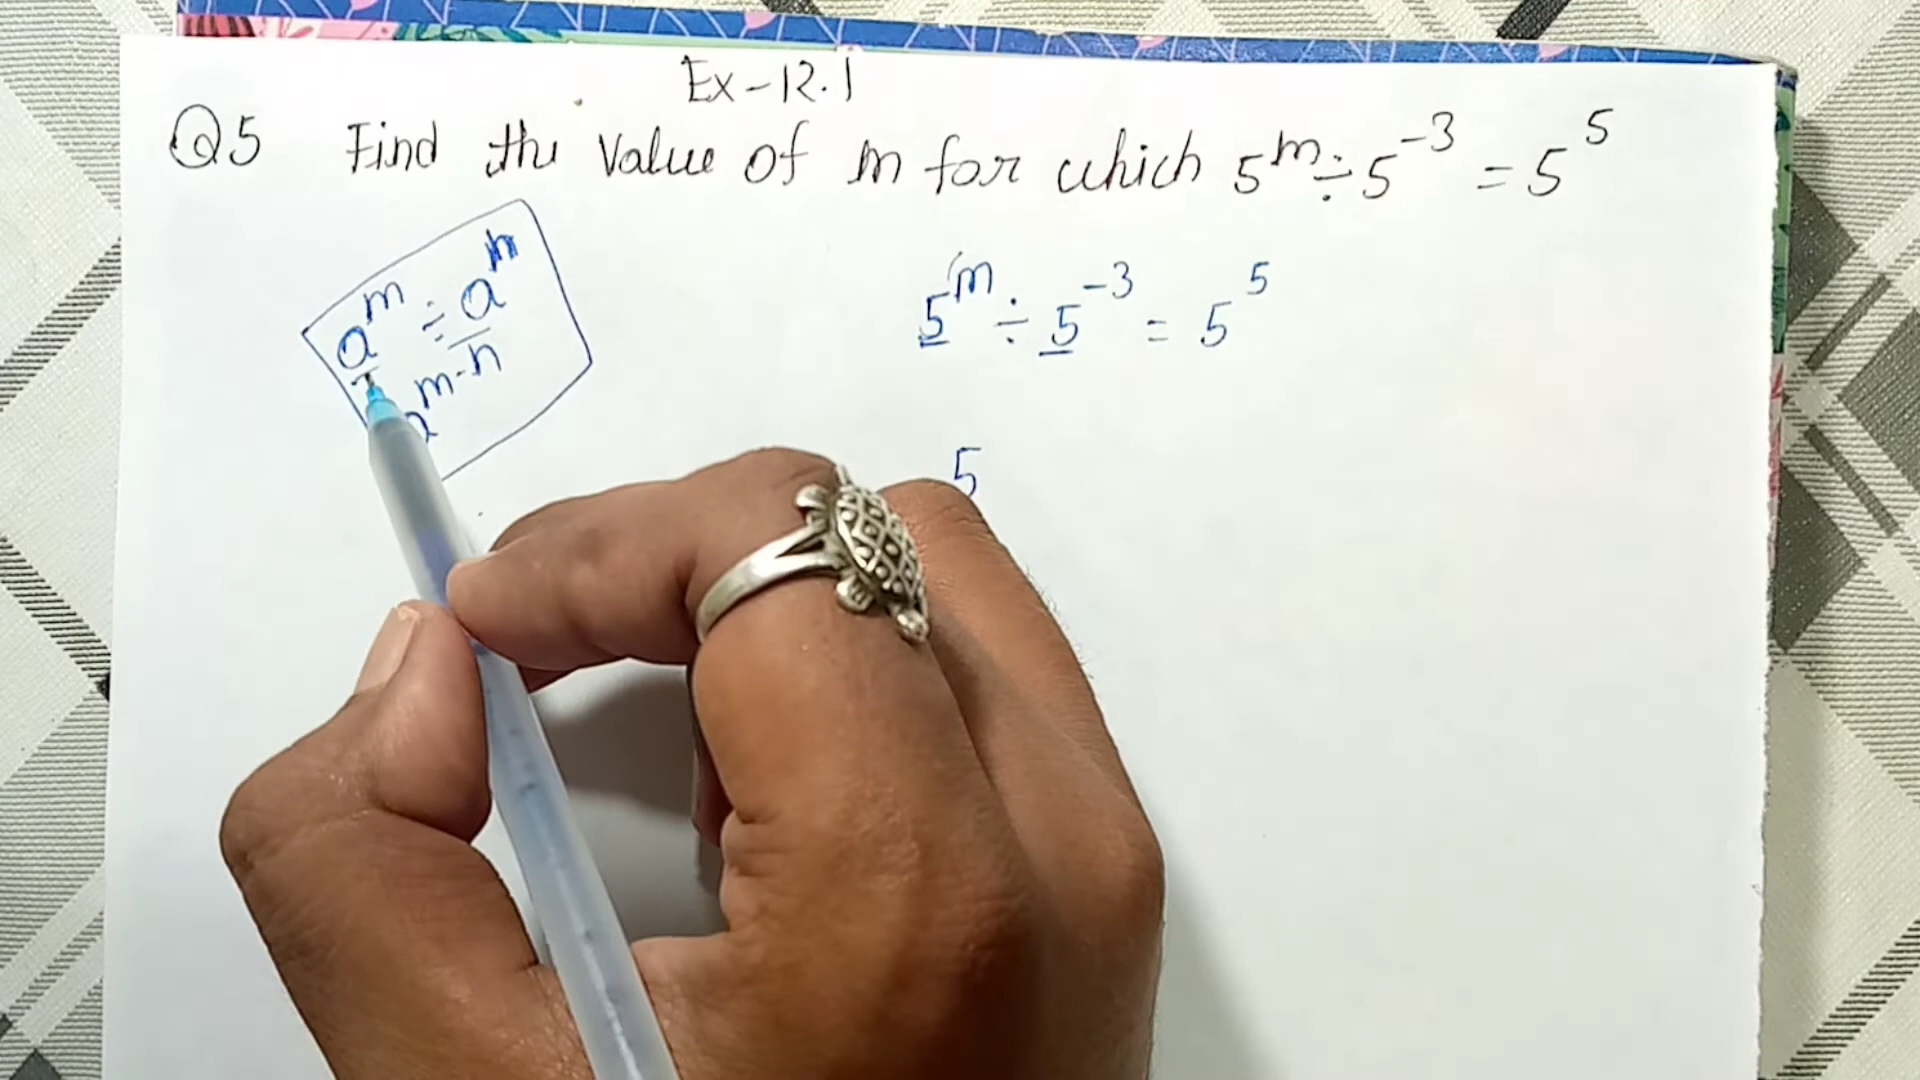 Ex-12.1
Q5 Find the Value of m for which 5^m ÷ 5^-3 = 5^5
a^m ÷ a^n
a^m-n
5^m ÷ 5^-3 = 5^5
5